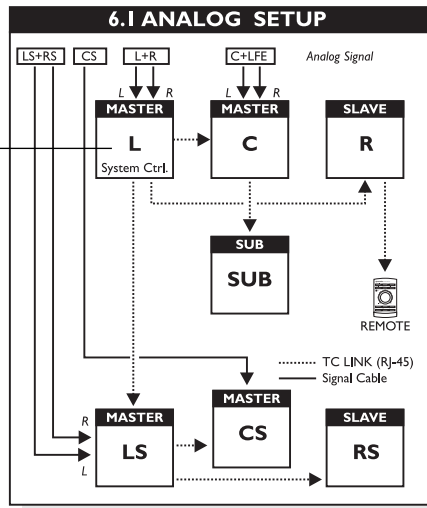 6.1 ANALOG SETUP
LS+RS CS L+R C+LFE Analog Signal
L R L R
MASTER MASTER SLAVE
L C R
System Ctrl.
SUB
SUB
REMOTE
TC LINK (RJ-45)
Signal Cable
MASTER
CS
MASTER SLAVE
R
LS RS
L